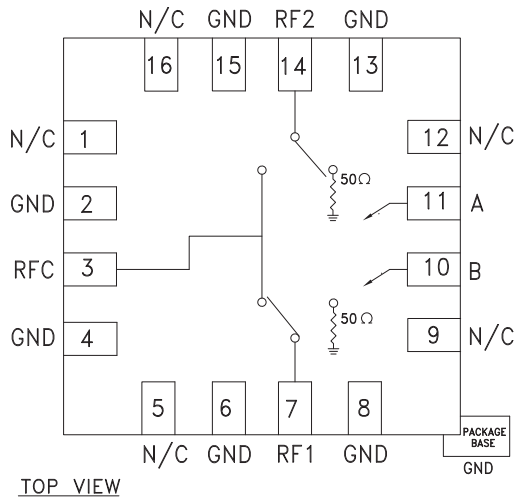 N/C GND RF2 GND
16 15 14 13
N/C 1 12 N/C
50Ω
GND 2 11 A
RFC 3 10 B
50Ω
GND 4 9 N/C
5 6 7 8
N/C GND RF1 GND
PACKAGE
BASE
GND
TOP VIEW